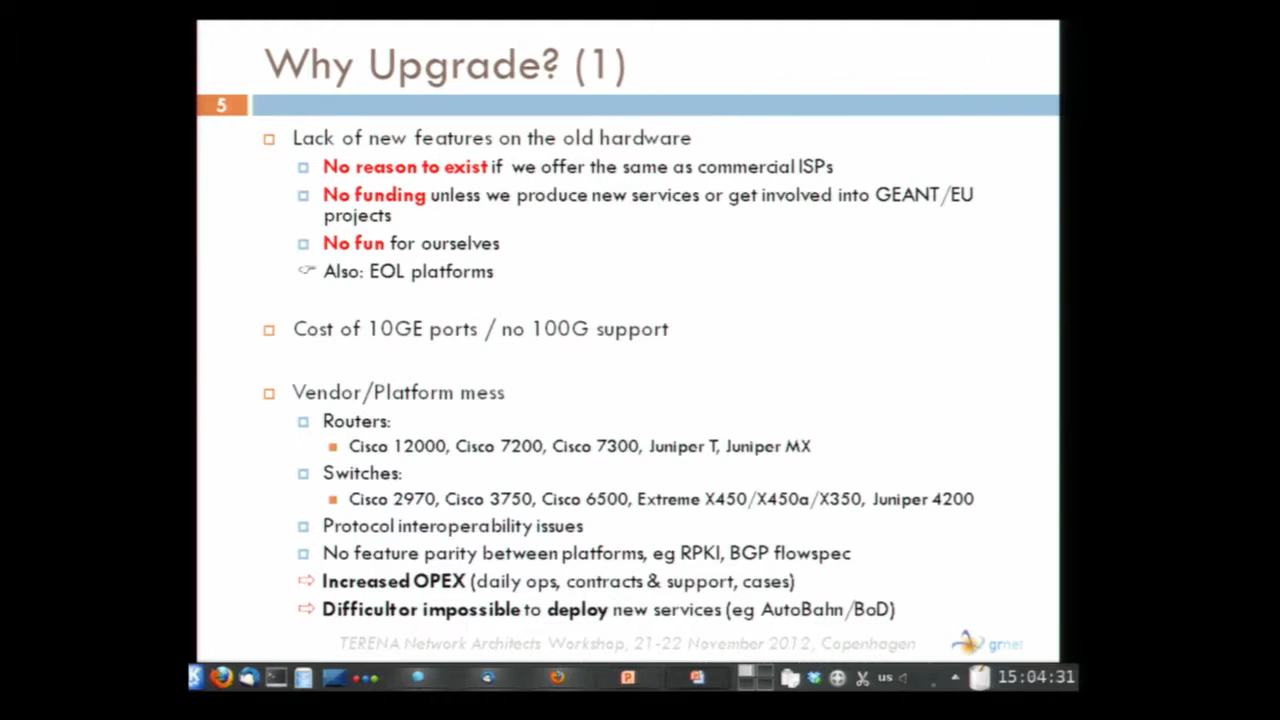 Why Upgrade? (1)
5
Lack of new features on the old hardware
No reason to exist if we offer the same as commercial ISPs
No funding unless we produce new services or get involved into GEANT/EU
projects
No fun for ourselves
Also: EOL platforms
Cost of 10GE ports / no 100G support
Vendor/Platform mess
Routers:
Cisco 12000, Cisco 7200, Cisco 7300, Juniper T, Juniper MX
Switches:
Cisco 2970, Cisco 3750, Cisco 6500, Extreme X450/X450a/X350, Juniper 4200
Protocol interoperability issues
No feature parity between platforms, eg RPKI, BGP flowspec
Increased OPEX (daily ops, contracts & support, cases)
Difficult or impossible to deploy new services (eg AutoBahn/BoD)
TERENA Network Architects Workshop, 21-22 November 2012, Copenhagen
grnet
us
15:04:31